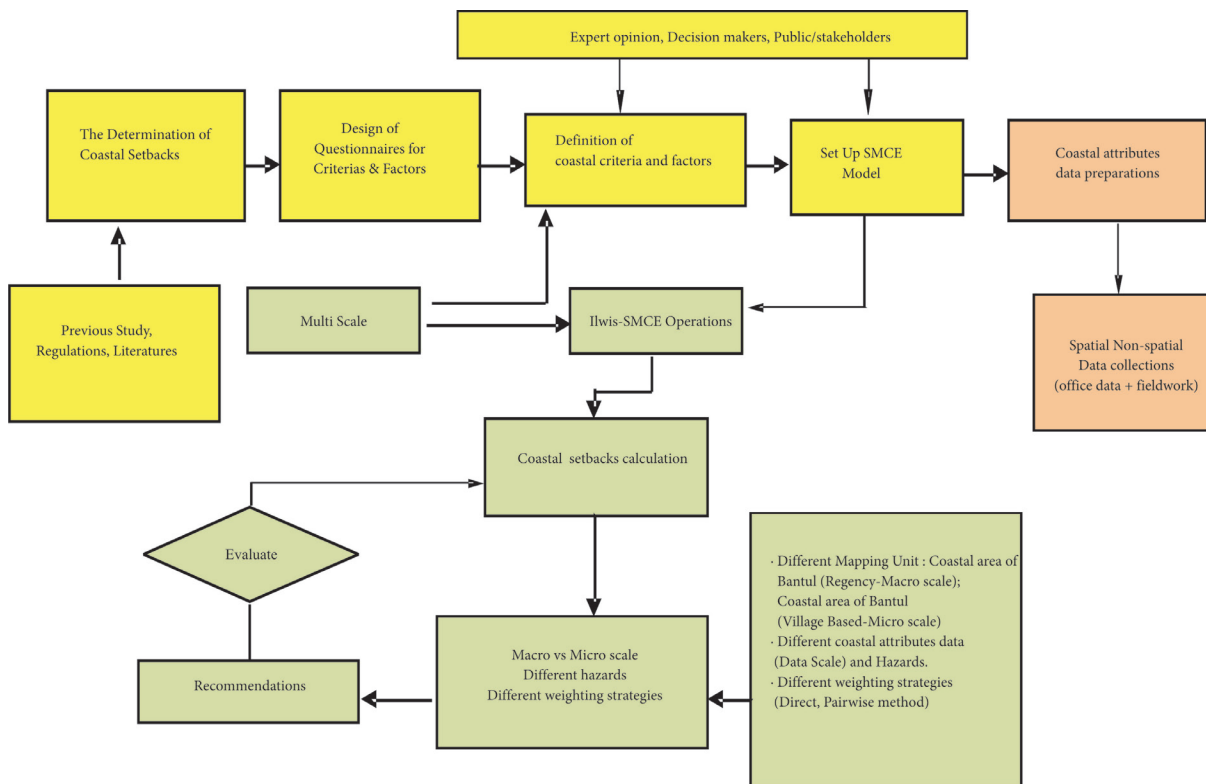 Expert opinion, Decision makers, Public/stakeholders
The Determination of
Coastal Setbacks
Design of
Questionnaires for
Criterias & Factors
Definition of
coastal criteria and factors
Set Up SMCE
Model
Coastal attributes
data preparations
Previous Study,
Regulations, Literatures
Multi Scale
Ilwis-SMCE Operations
Spatial Non-spatial
Data collections
(office data + fieldwork)
Coastal setbacks calculation
Evaluate
· Different Mapping Unit : Coastal area of
Bantul (Regency-Macro scale);
Coastal area of Bantul
(Village Based-Micro scale)
· Different coastal attributes data
(Data Scale) and Hazards.
· Different weighting strategies
(Direct, Pairwise method)
Macro vs Micro scale
Different hazards
Different weighting strategies
Recommendations